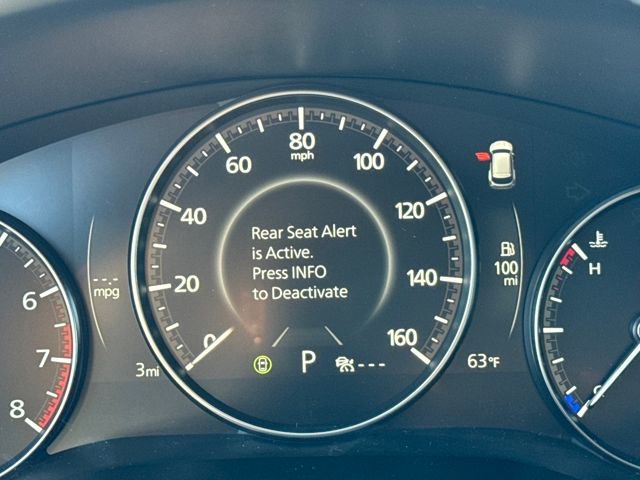 80
mph
60
100
40
120
20
140
0
160
Rear Seat Alert
is Active.
Press INFO
to Deactivate
6
7
8
---
mpg
3mi
P
---
100
mi
63°F
H
C